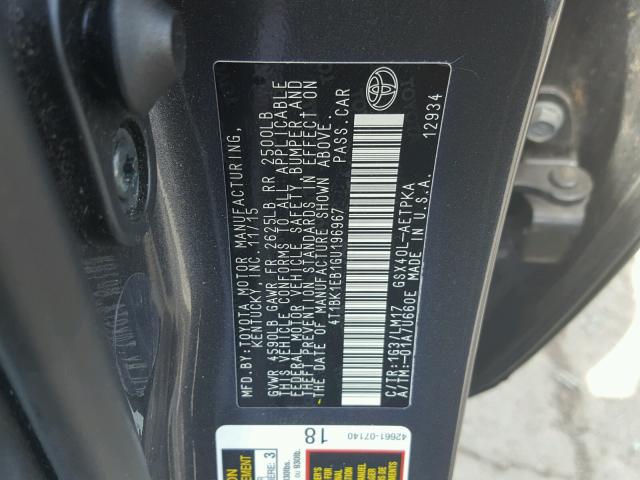 MFD.BY:TOYOTA MOTOR MANUFACTURING,
KENTUCKY, INC. 11/15
GVWR 4590LB GAWR FR 2625LB RR 2500LB
THIS VEHICLE CONFORMS TO ALL APPLICABLE
FEDERAL MOTOR VEHICLE SAFETY, BUMPER, AND
THEFT PREVENTION STANDARDS IN EFFECT ON
THE DATE OF MANUFACTURE SHOWN ABOVE.
4T1BK1EB1GU196967 PASS. CAR
C/TR: 1G3/LM17 GSX40L-AETPKA
A/TM:-01A/U660E MADE IN U.S.A. 12934
42661-07140
18